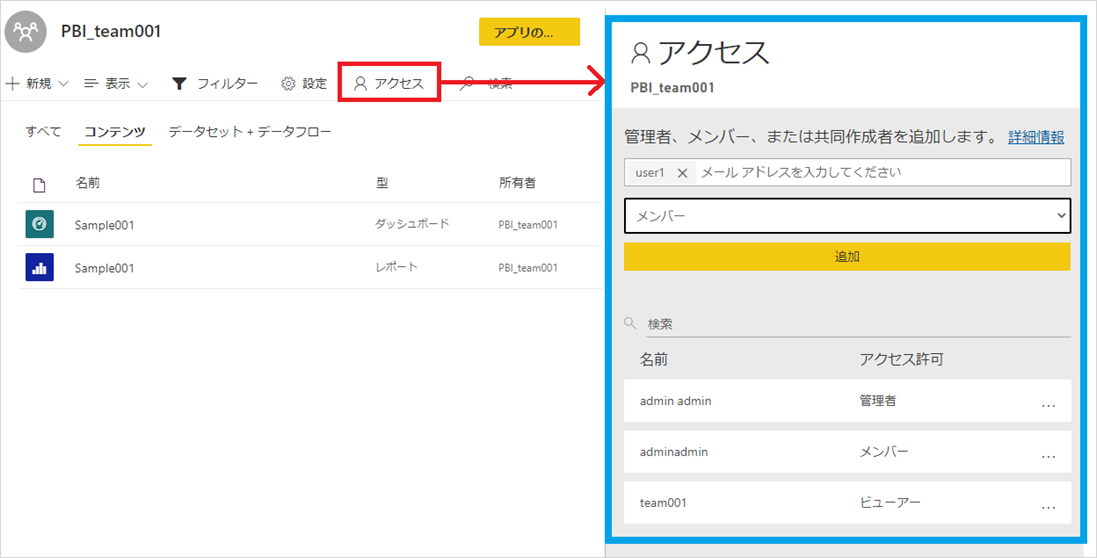 PBI_team001
アプリの...
新規
表示
フィルター
設定
アクセス
検索
すべて
コンテンツ
データセット + データフロー
名前
型
所有者
Sample001
ダッシュボード
PBI_team001
Sample001
レポート
PBI_team001
アクセス
PBI_team001
管理者、メンバー、または共同作成者を追加します。 詳細情報
user1
メール アドレスを入力してください
メンバー
追加
検索
名前
アクセス許可
admin admin
管理者
...
adminadmin
メンバー
...
team001
ビューアー
...